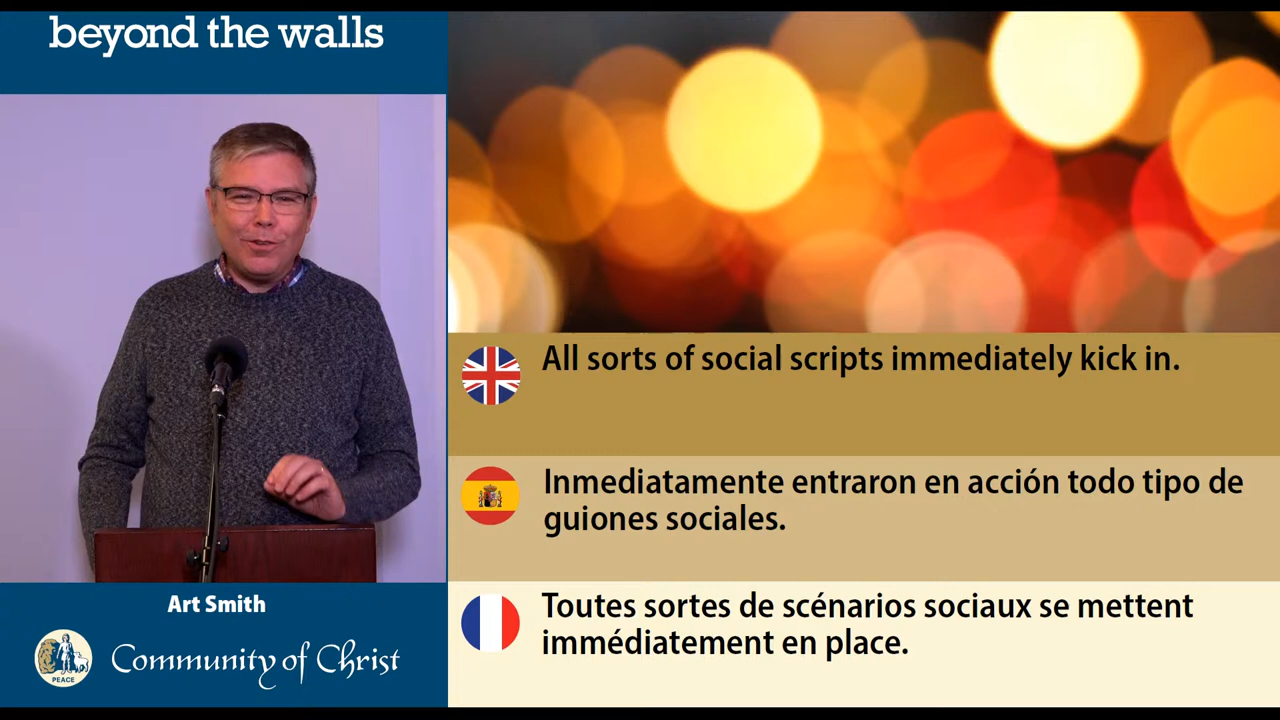 beyond the walls
All sorts of social scripts immediately kick in.
Inmediatamente entraron en acción todo tipo de
guiones sociales.
Toutes sortes de scénarios sociaux se mettent
immédiatement en place.
Art Smith
PEACE
Community of Christ